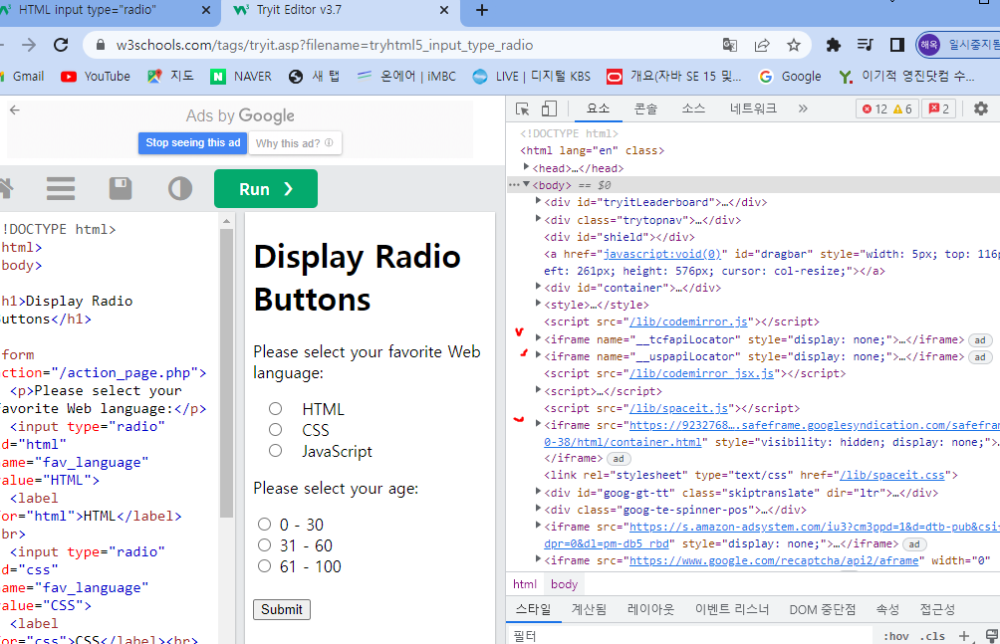 HTML input type="radio"
Tryit Editor v3.7
w3schools.com/tags/tryit.asp?filename=tryhtml5_input_type_radio
해옥 일시중지됨
Gmail YouTube 지도 NAVER 새 탭 온에어 | iMBC LIVE | 디지털 KBS 개요(자바 SE 15 및... Google 이기적 영진닷컴 수...
Ads by Google
Stop seeing this ad Why this ad?
Run ❯
!DOCTYPE html>
html>
body>
h1>Display Radio
uttons</h1>
form
action="/action_page.php">
<p>Please select your
favorite Web language:</p>
<input type="radio"
d="html"
name="fav_language"
value="HTML">
<label
for="html">HTML</label>
br>
<input type="radio"
d="css"
name="fav_language"
value="CSS">
<label
for="css">CSS</label><br>
Display Radio
Buttons
Please select your favorite Web
language:
HTML
CSS
JavaScript
Please select your age:
0 - 30
31 - 60
61 - 100
Submit
요소 콘솔 소스 네트워크 » 12 6 2
<!DOCTYPE html>
<html lang="en" class>
<head>…</head>
<body> == $0
<div id="tryitLeaderboard">…</div>
<div class="trytopnav">…</div>
<div id="shield"></div>
<a href="javascript:void(0)" id="dragbar" style="width: 5px; top: 116p
eft: 261px; height: 576px; cursor: col-resize;"></a>
<div id="container">…</div>
<style>…</style>
<script src="/lib/codemirror.js"></script>
<iframe name="__tcfapiLocator" style="display: none;">…</iframe> ad
<iframe name="__uspapiLocator" style="display: none;">…</iframe> ad
<script src="/lib/codemirror_jsx.js"></script>
<script>…</script>
<script src="/lib/spaceit.js"></script>
<iframe src="https://9232768….safeframe.googlesyndication.com/safefram
0-38/html/container.html" style="visibility: hidden; display: none;">…
</iframe> ad
<link rel="stylesheet" type="text/css" href="/lib/spaceit.css">
<div id="goog-gt-tt" class="skiptranslate" dir="ltr">…</div>
<div class="goog-te-spinner-pos">…</div>
<iframe src="https://s.amazon-adsystem.com/iu3?cm3ppd=1&d=dtb-pub&csi
dpr=0&dl=pm-db5_rbd" style="display: none;">…</iframe> ad
<iframe src="https://www.google.com/recaptcha/api2/aframe" width="0"
html body
스타일 계산됨 레이아웃 이벤트 리스너 DOM 중단점 속성 접근성
필터 :hov .cls +